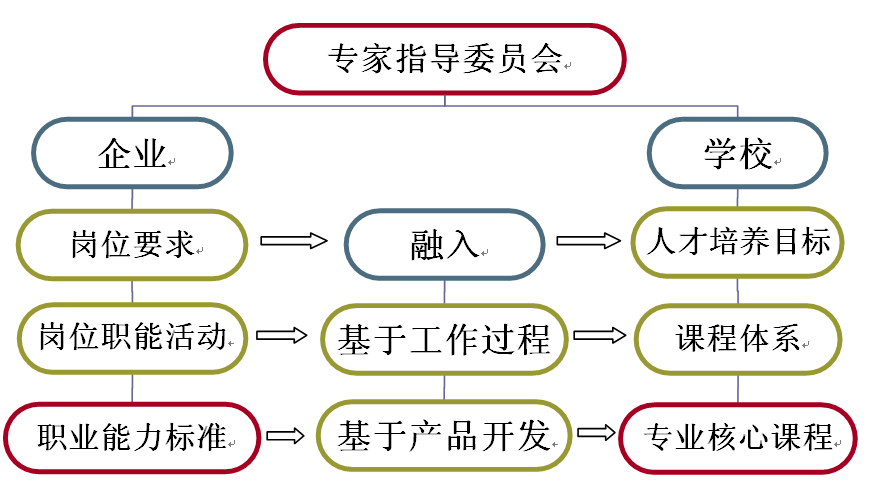 专家指导委员会
企业
学校
岗位要求
融入
人才培养目标
岗位职能活动
基于工作过程
课程体系
职业能力标准
基于产品开发
专业核心课程